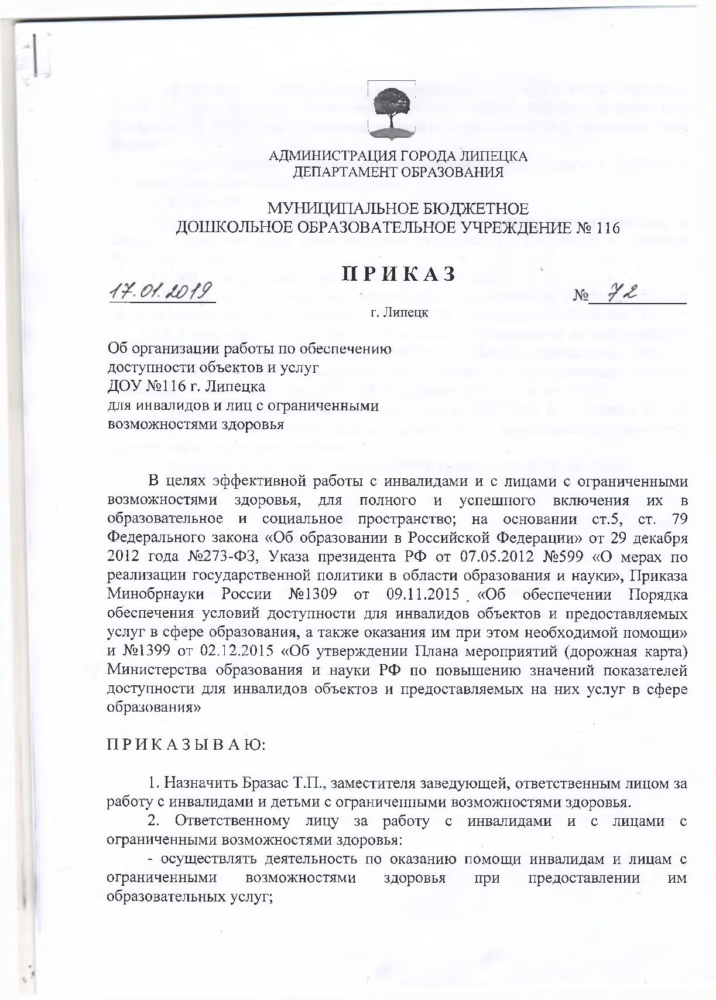 АДМИНИСТРАЦИЯ ГОРОДА ЛИПЕЦКА
ДЕПАРТАМЕНТ ОБРАЗОВАНИЯ
МУНИЦИПАЛЬНОЕ БЮДЖЕТНОЕ
ДОШКОЛЬНОЕ ОБРАЗОВАТЕЛЬНОЕ УЧРЕЖДЕНИЕ № 116
П Р И К А З
17.01.2019 № 72
г. Липецк
Об организации работы по обеспечению
доступности объектов и услуг
ДОУ №116 г. Липецка
для инвалидов и лиц с ограниченными
возможностями здоровья
В целях эффективной работы с инвалидами и с лицами с ограниченными
возможностями здоровья, для полного и успешного включения их в
образовательное и социальное пространство; на основании ст.5, ст. 79
Федерального закона «Об образовании в Российской Федерации» от 29 декабря
2012 года №273-ФЗ, Указа президента РФ от 07.05.2012 №599 «О мерах по
реализации государственной политики в области образования и науки», Приказа
Минобрнауки России №1309 от 09.11.2015 «Об обеспечении Порядка
обеспечения условий доступности для инвалидов объектов и предоставляемых
услуг в сфере образования, а также оказания им при этом необходимой помощи»
и №1399 от 02.12.2015 «Об утверждении Плана мероприятий (дорожная карта)
Министерства образования и науки РФ по повышению значений показателей
доступности для инвалидов объектов и предоставляемых на них услуг в сфере
образования»
П Р И К А З Ы В А Ю:
1. Назначить Бразас Т.П., заместителя заведующей, ответственным лицом за
работу с инвалидами и детьми с ограниченными возможностями здоровья.
2. Ответственному лицу за работу с инвалидами и с лицами с
ограниченными возможностями здоровья:
- осуществлять деятельность по оказанию помощи инвалидам и лицам с
ограниченными возможностями здоровья при предоставлении им
образовательных услуг;